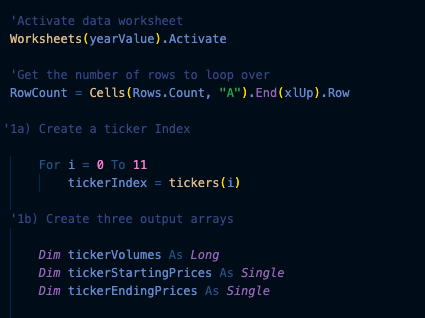 'Activate data worksheet
Worksheets(yearValue).Activate
'Get the number of rows to loop over
RowCount = Cells(Rows.Count, "A").End(xlUp).Row
'1a) Create a ticker Index
For i = 0 To 11
tickerIndex = tickers(i)
'1b) Create three output arrays
Dim tickerVolumes As Long
Dim tickerStartingPrices As Single
Dim tickerEndingPrices As Single